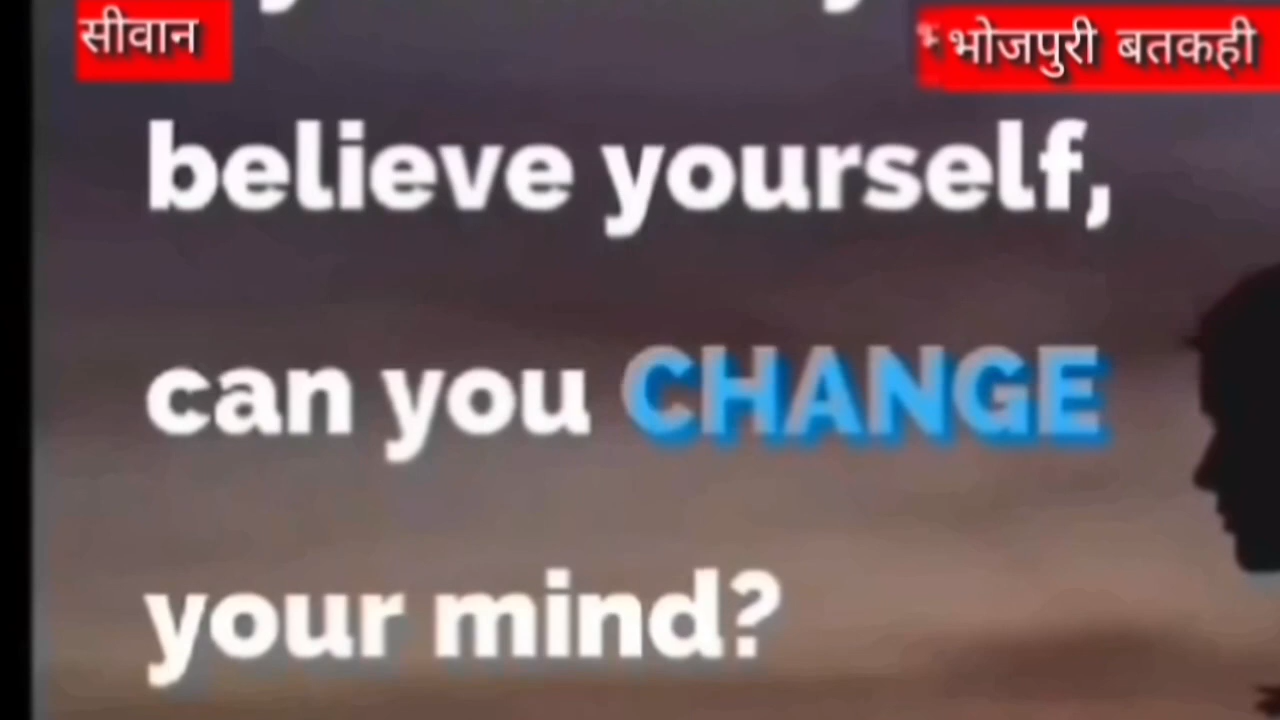 सीवान
भोजपुरी बतकही
believe yourself,
can you CHANGE
your mind?